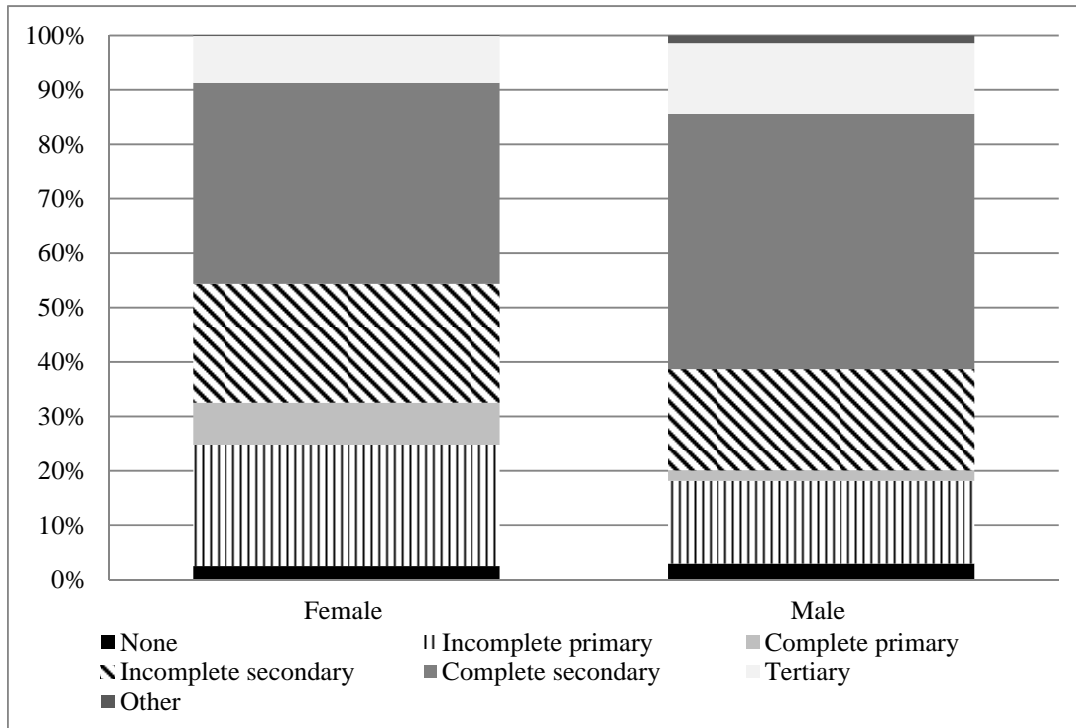 100%
90%
80%
70%
60%
50%
40%
30%
20%
10%
0%
Female Male
None Incomplete primary Complete primary
Incomplete secondary Complete secondary Tertiary
Other